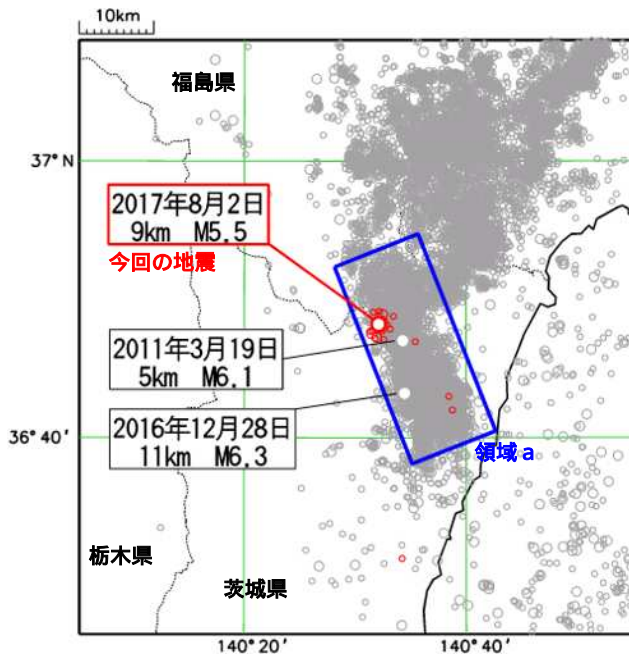 10km
福島県
37°N
2017年8月2日
9km M5.5
今回の地震
2011年3月19日
5km M6.1
2016年12月28日
11km M6.3
36°40′
領域a
栃木県
茨城県
140°20′
140°40′